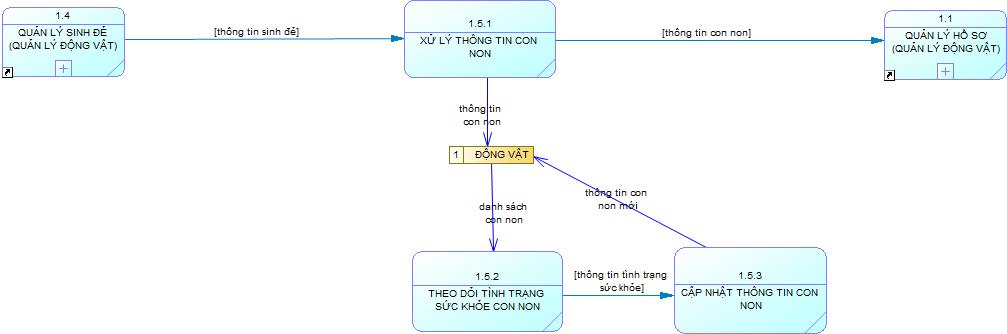 1.4
QUẢN LÝ SINH ĐẺ
(QUẢN LÝ ĐỘNG VẬT)
[thông tin sinh đẻ]
1.5.1
XỬ LÝ THÔNG TIN CON
NON
[thông tin con non]
1.1
QUẢN LÝ HỒ SƠ
(QUẢN LÝ ĐỘNG VẬT)
thông tin
con non
1 ĐỘNG VẬT
danh sách
con non
thông tin con
non mới
1.5.2
THEO DÕI TÌNH TRẠNG
SỨC KHỎE CON NON
[thông tin tình trạng
sức khỏe]
1.5.3
CẬP NHẬT THÔNG TIN CON
NON